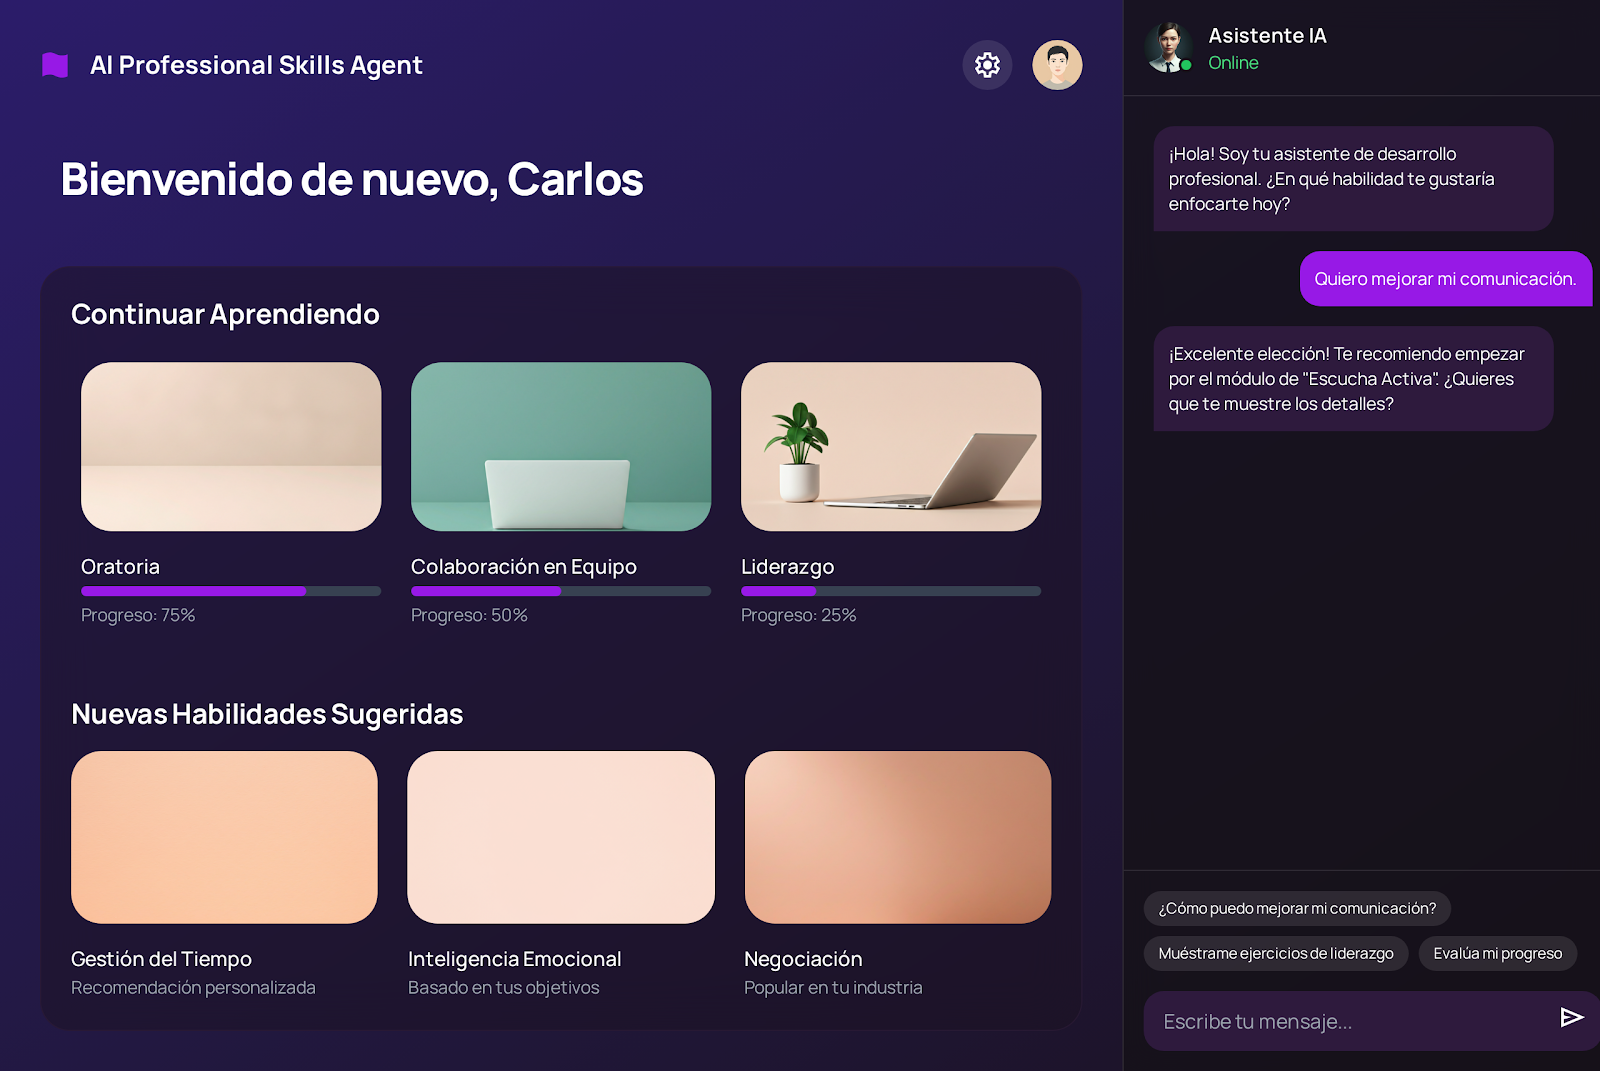 AI Professional Skills Agent
Bienvenido de nuevo, Carlos
Continuar Aprendiendo
Oratoria
Progreso: 75%
Colaboración en Equipo
Progreso: 50%
Liderazgo
Progreso: 25%
Nuevas Habilidades Sugeridas
Gestión del Tiempo
Recomendación personalizada
Inteligencia Emocional
Basado en tus objetivos
Negociación
Popular en tu industria
Asistente IA
Online
¡Hola! Soy tu asistente de desarrollo
profesional. ¿En qué habilidad te gustaría
enfocarte hoy?
Quiero mejorar mi comunicación.
¡Excelente elección! Te recomiendo empezar
por el módulo de "Escucha Activa". ¿Quieres
que te muestre los detalles?
¿Cómo puedo mejorar mi comunicación?
Muéstrame ejercicios de liderazgo
Evalúa mi progreso
Escribe tu mensaje...